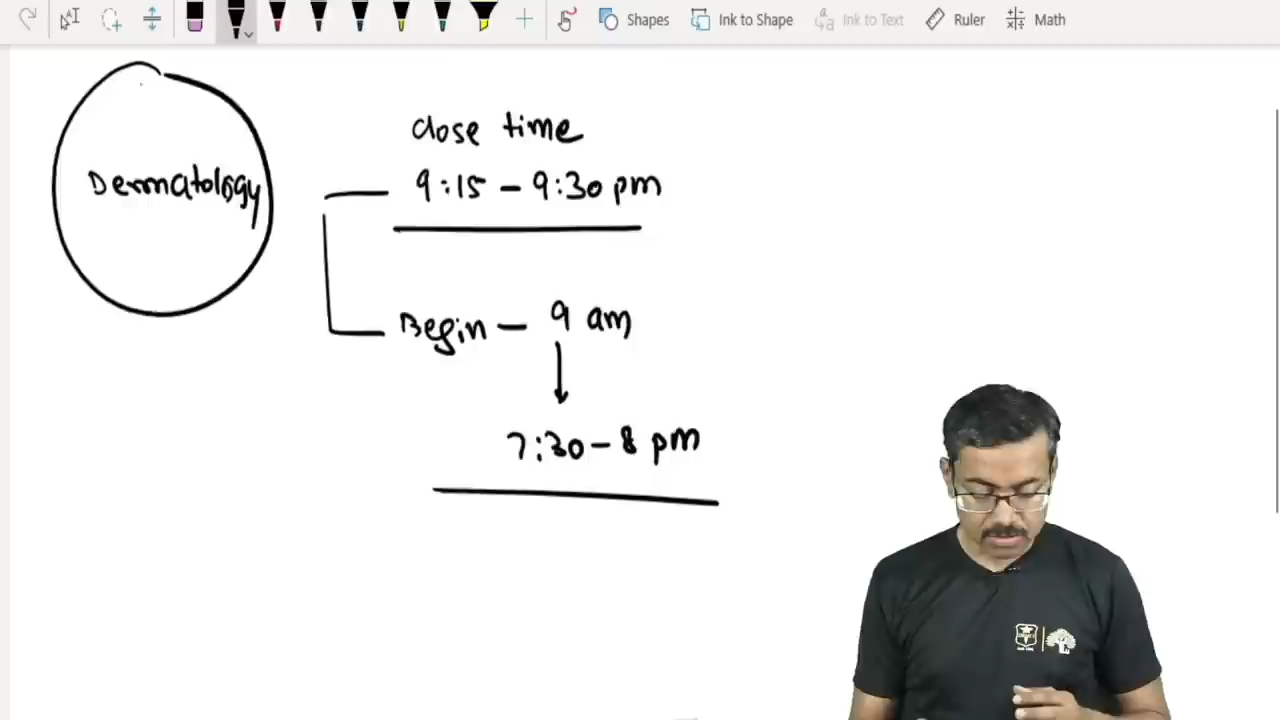 Shapes Ink to Shape Ink to Text Ruler Math
close time
Dermatology
9:15 - 9:30 pm
Begin - 9 am
7:30 - 8 pm